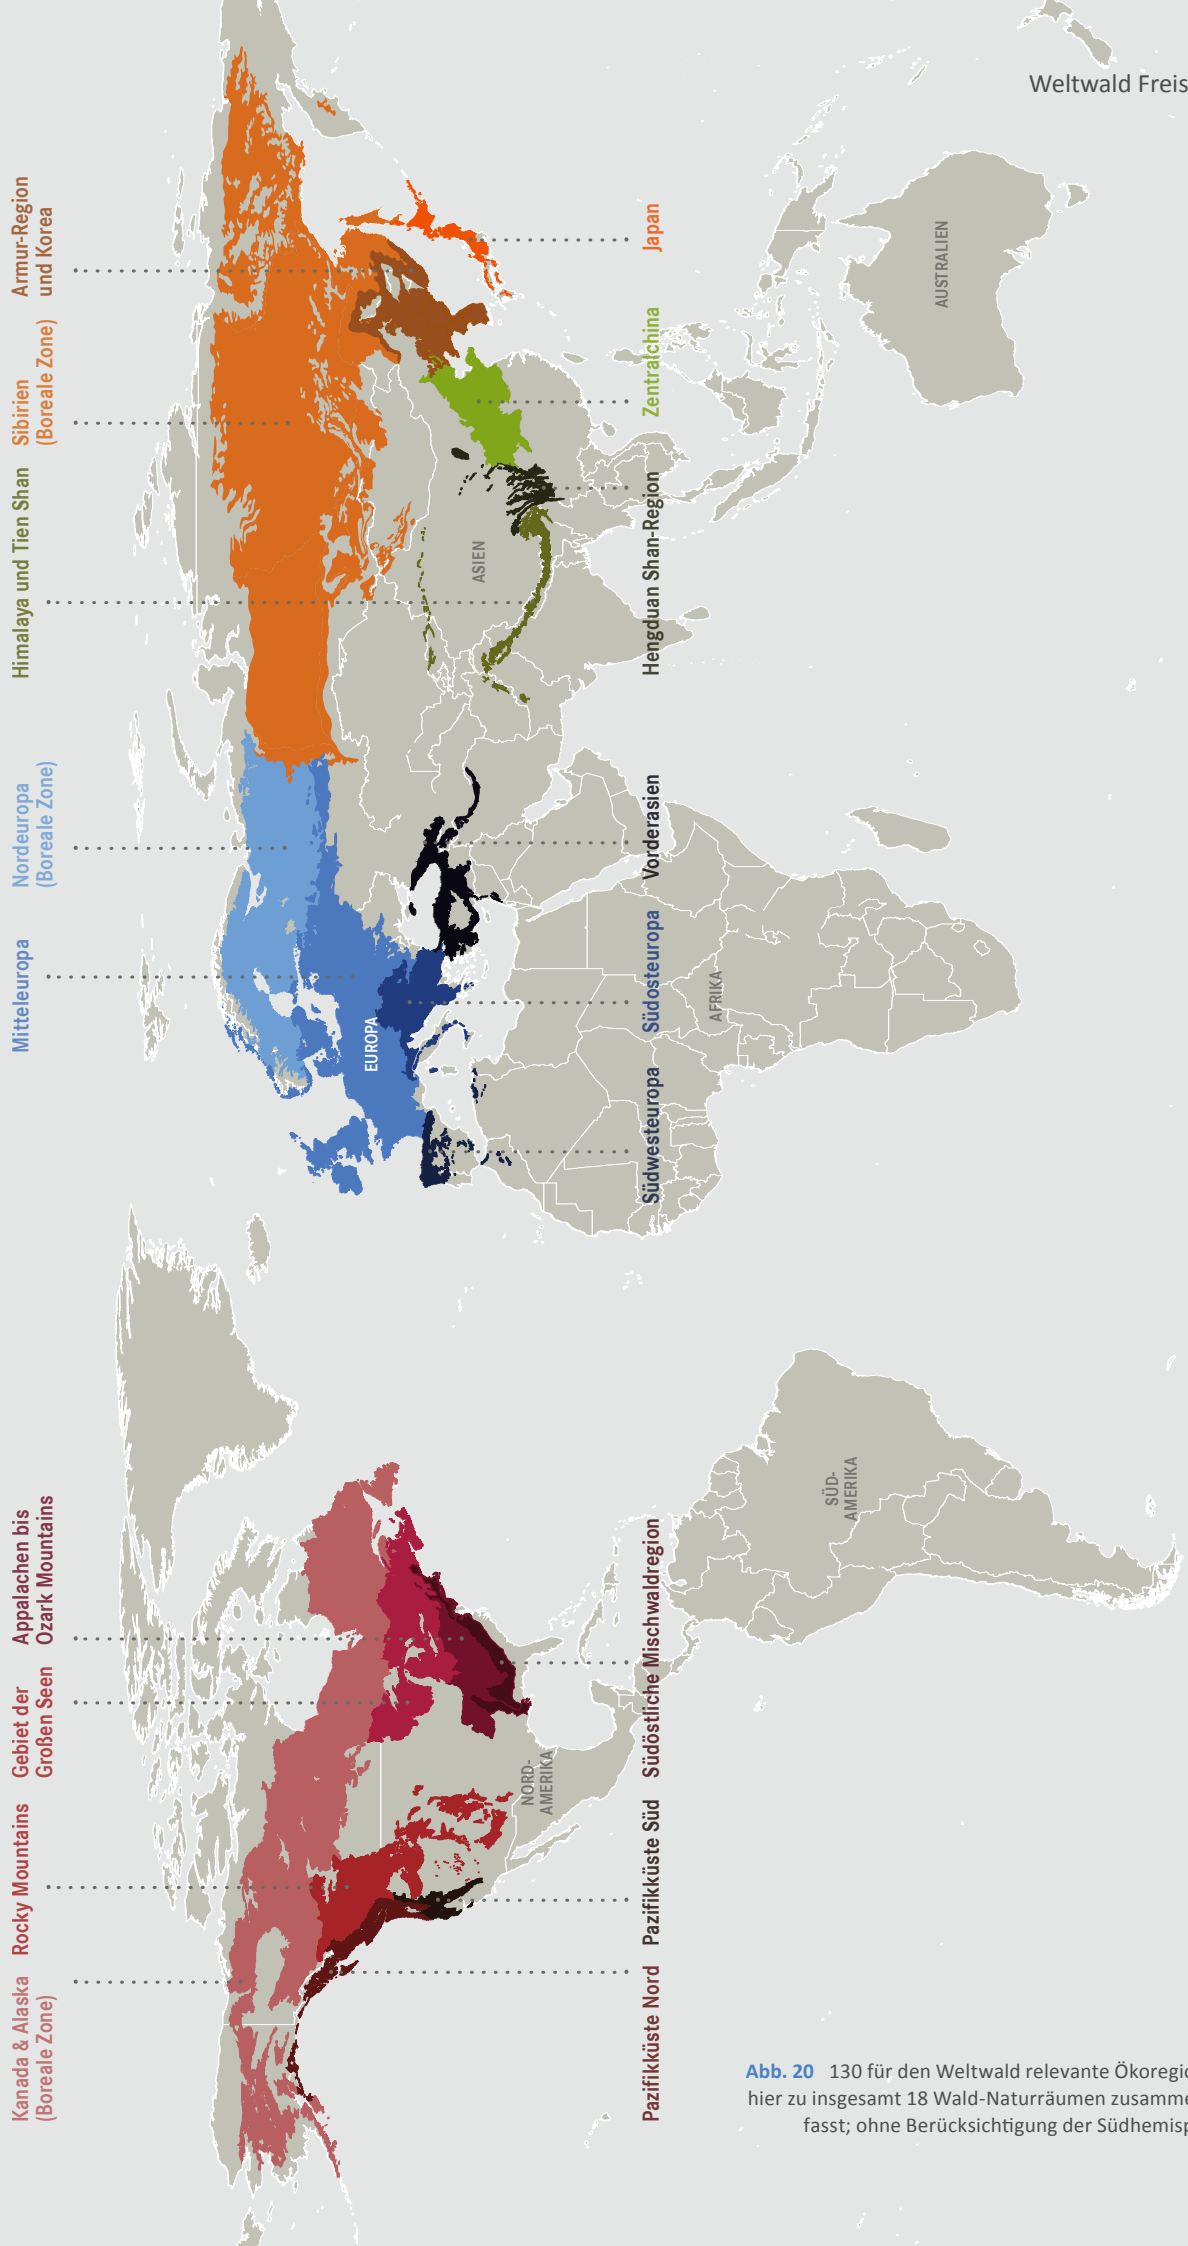 Weltwald Freis
Kanada & Alaska
(Boreale Zone)
Rocky Mountains
Gebiet der
Großen Seen
Appalachen bis
Ozark Mountains
Mitteleuropa
Nordeuropa
(Boreale Zone)
Himalaya und Tien Shan
Sibirien
(Boreale Zone)
Armur-Region
und Korea
EUROPA
ASIEN
NORD-
AMERIKA
Pazifikküste Nord
Pazifikküste Süd
Südöstliche Mischwaldregion
Südwesteuropa
Südosteuropa
Vorderasien
Hengduan Shan-Region
Zentralchina
Japan
AFRIKA
SÜD-
AMERIKA
AUSTRALIEN
Abb. 20 130 für den Weltwald relevante Ökoregio
hier zu insgesamt 18 Wald-Naturräumen zusamme
fasst; ohne Berücksichtigung der Südhemisp